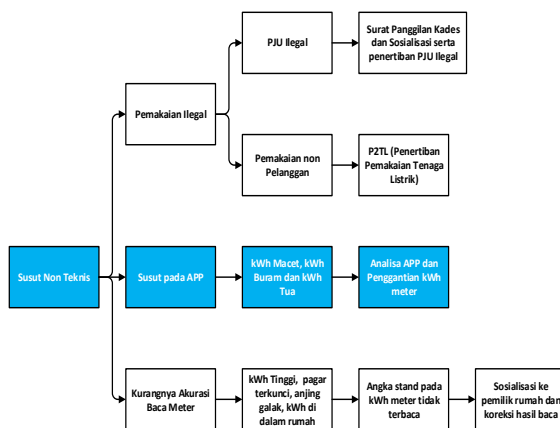 PJU Ilegal
Surat Panggilan Kades
dan Sosialisasi serta
penertiban PJU Ilegal
Pemakaian Ilegal
Pemakaian non
Pelanggan
P2TL (Penertiban
Pemakaian Tenaga
Listrik)
Susut Non Teknis
Susut pada APP
kWh Macet, kWh
Buram dan kWh
Tua
Analisa APP dan
Penggantian kWh
meter
Kurangnya Akurasi
Baca Meter
kWh Tinggi,  pagar
terkunci, anjing
galak, kWh di
dalam rumah
Angka stand pada
kWh meter tidak
terbaca
Sosialisasi ke
pemilik rumah dan
koreksi hasil baca